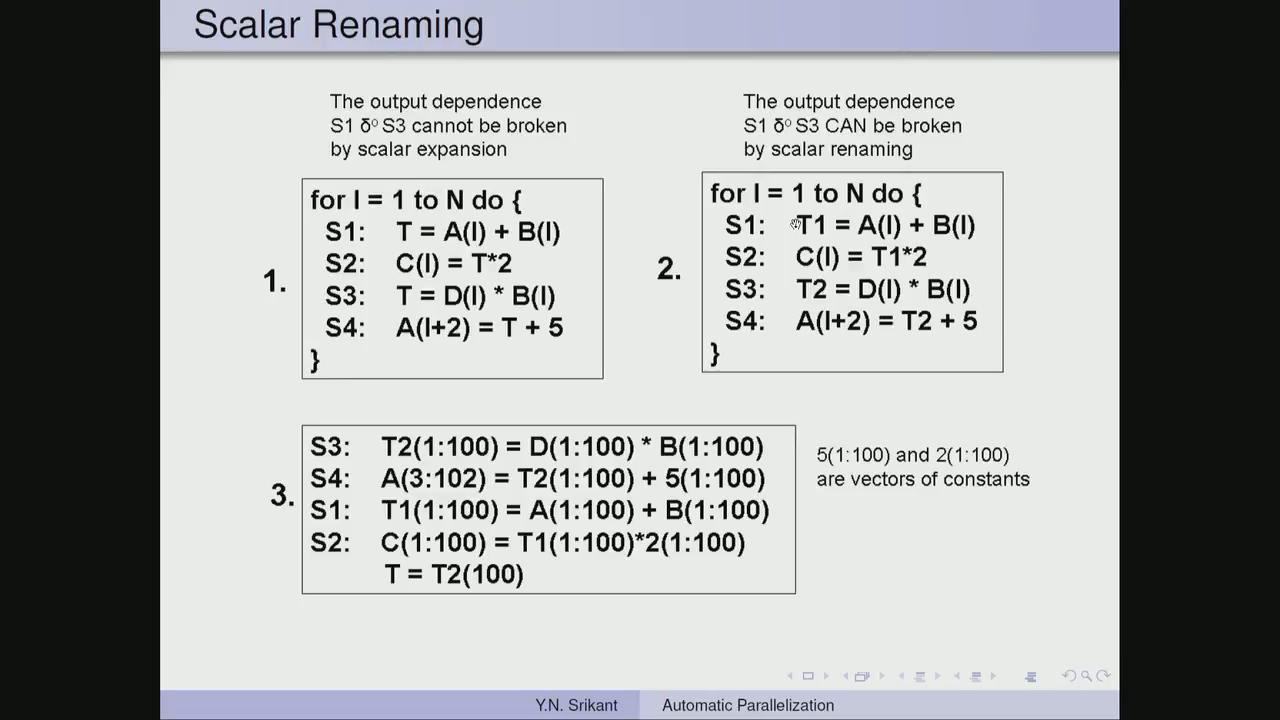 Scalar Renaming
The output dependence
S1 δᵒ S3 cannot be broken
by scalar expansion
1.
for I = 1 to N do {
S1: T = A(I) + B(I)
S2: C(I) = T*2
S3: T = D(I) * B(I)
S4: A(I+2) = T + 5
}
The output dependence
S1 δᵒ S3 CAN be broken
by scalar renaming
2.
for I = 1 to N do {
S1: T1 = A(I) + B(I)
S2: C(I) = T1*2
S3: T2 = D(I) * B(I)
S4: A(I+2) = T2 + 5
}
3.
S3: T2(1:100) = D(1:100) * B(1:100)
S4: A(3:102) = T2(1:100) + 5(1:100)
S1: T1(1:100) = A(1:100) + B(1:100)
S2: C(1:100) = T1(1:100)*2(1:100)
T = T2(100)
5(1:100) and 2(1:100)
are vectors of constants
Y.N. Srikant
Automatic Parallelization